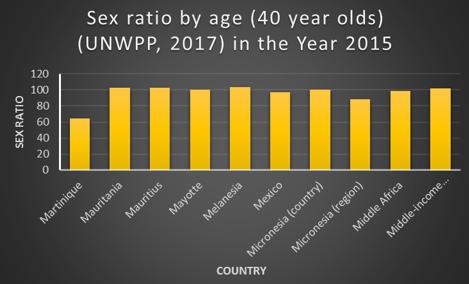 Sex ratio by age (40 year olds)
(UNWPP, 2017) in the Year 2015
SEX RATIO
120
100
80
60
40
20
0
Martinique
Mauritania
Mauritius
Mayotte
Melanesia
Mexico
Micronesia (country)
Micronesia (region)
Middle Africa
Middle-income...
COUNTRY